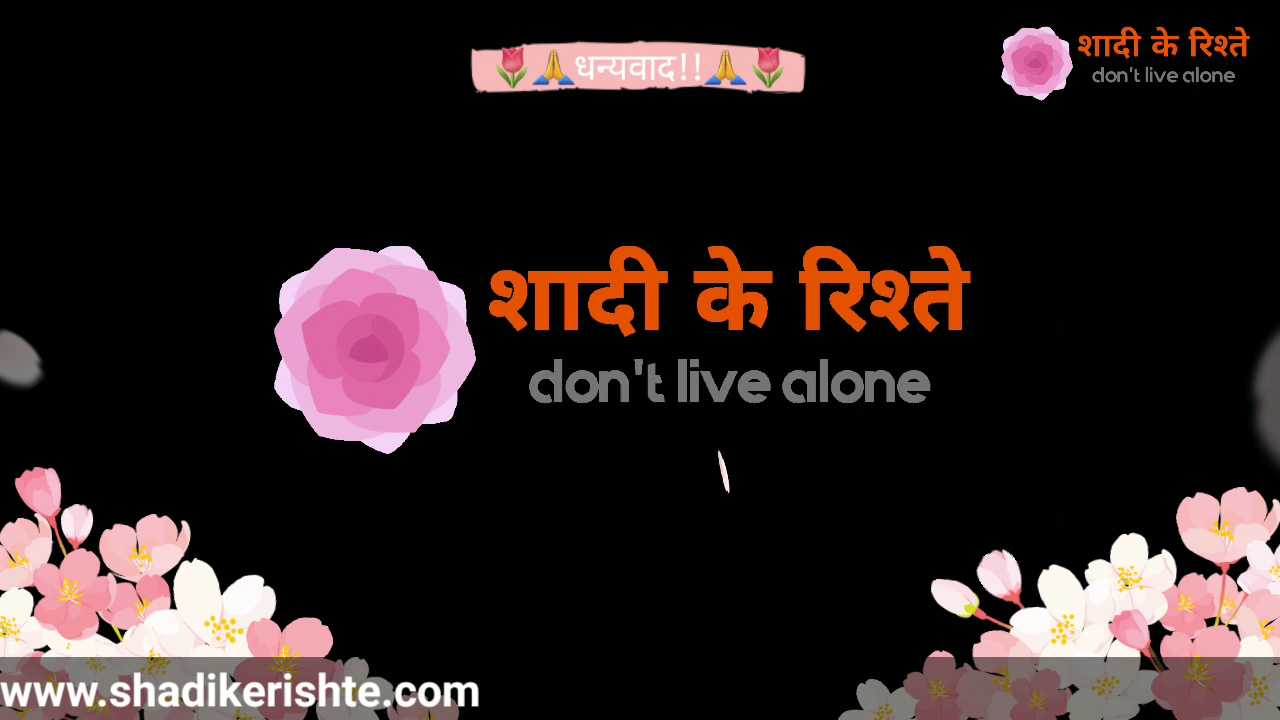 🌷🙏धन्यवाद!!🙏🌷
शादी के रिश्ते
don't live alone
शादी के रिश्ते
don't live alone
www.shadikerishte.com